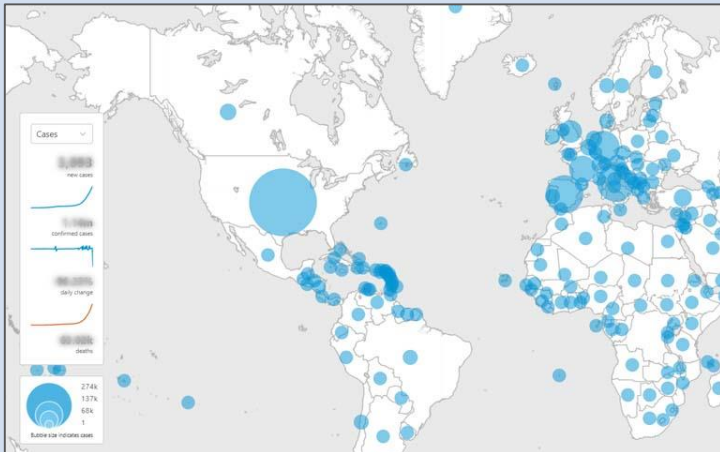 Cases
new cases
confirmed cases
daily change
deaths
274k
137k
68k
1
Bubble size indicates cases